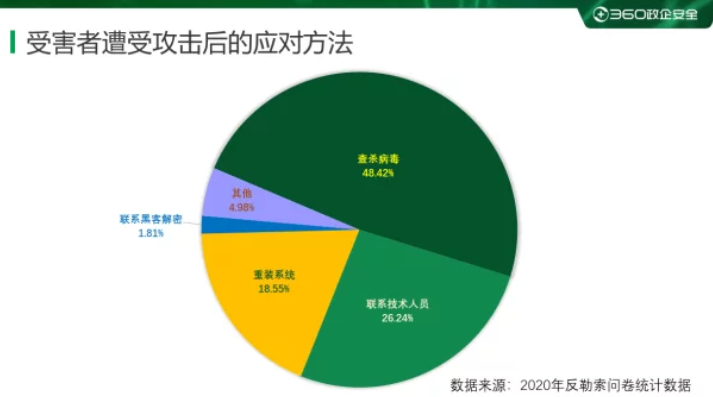 360政企安全
受害者遭受攻击后的应对方法
查杀病毒
48.42%
其他
4.98%
联系黑客解密
1.81%
重装系统
18.55%
联系技术人员
26.24%
数据来源：2020年反勒索问卷统计数据